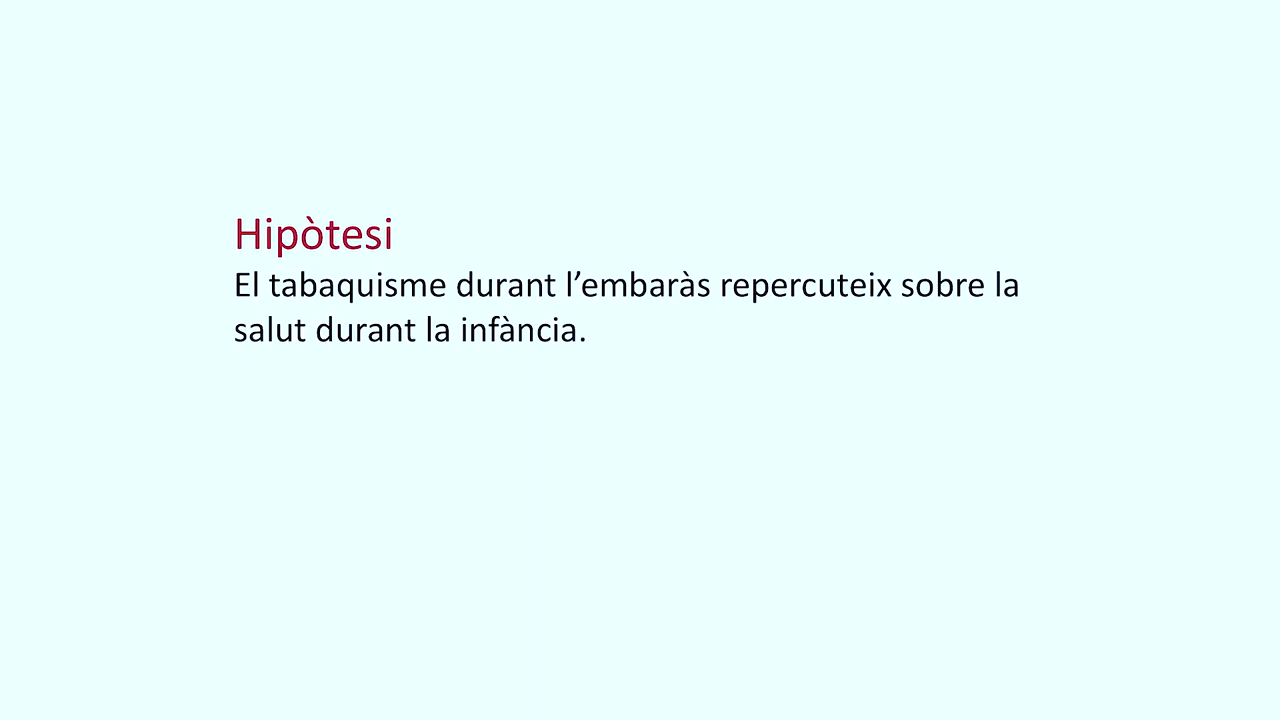 Hipòtesi
El tabaquisme durant l’embaràs repercuteix sobre la
salut durant la infància.